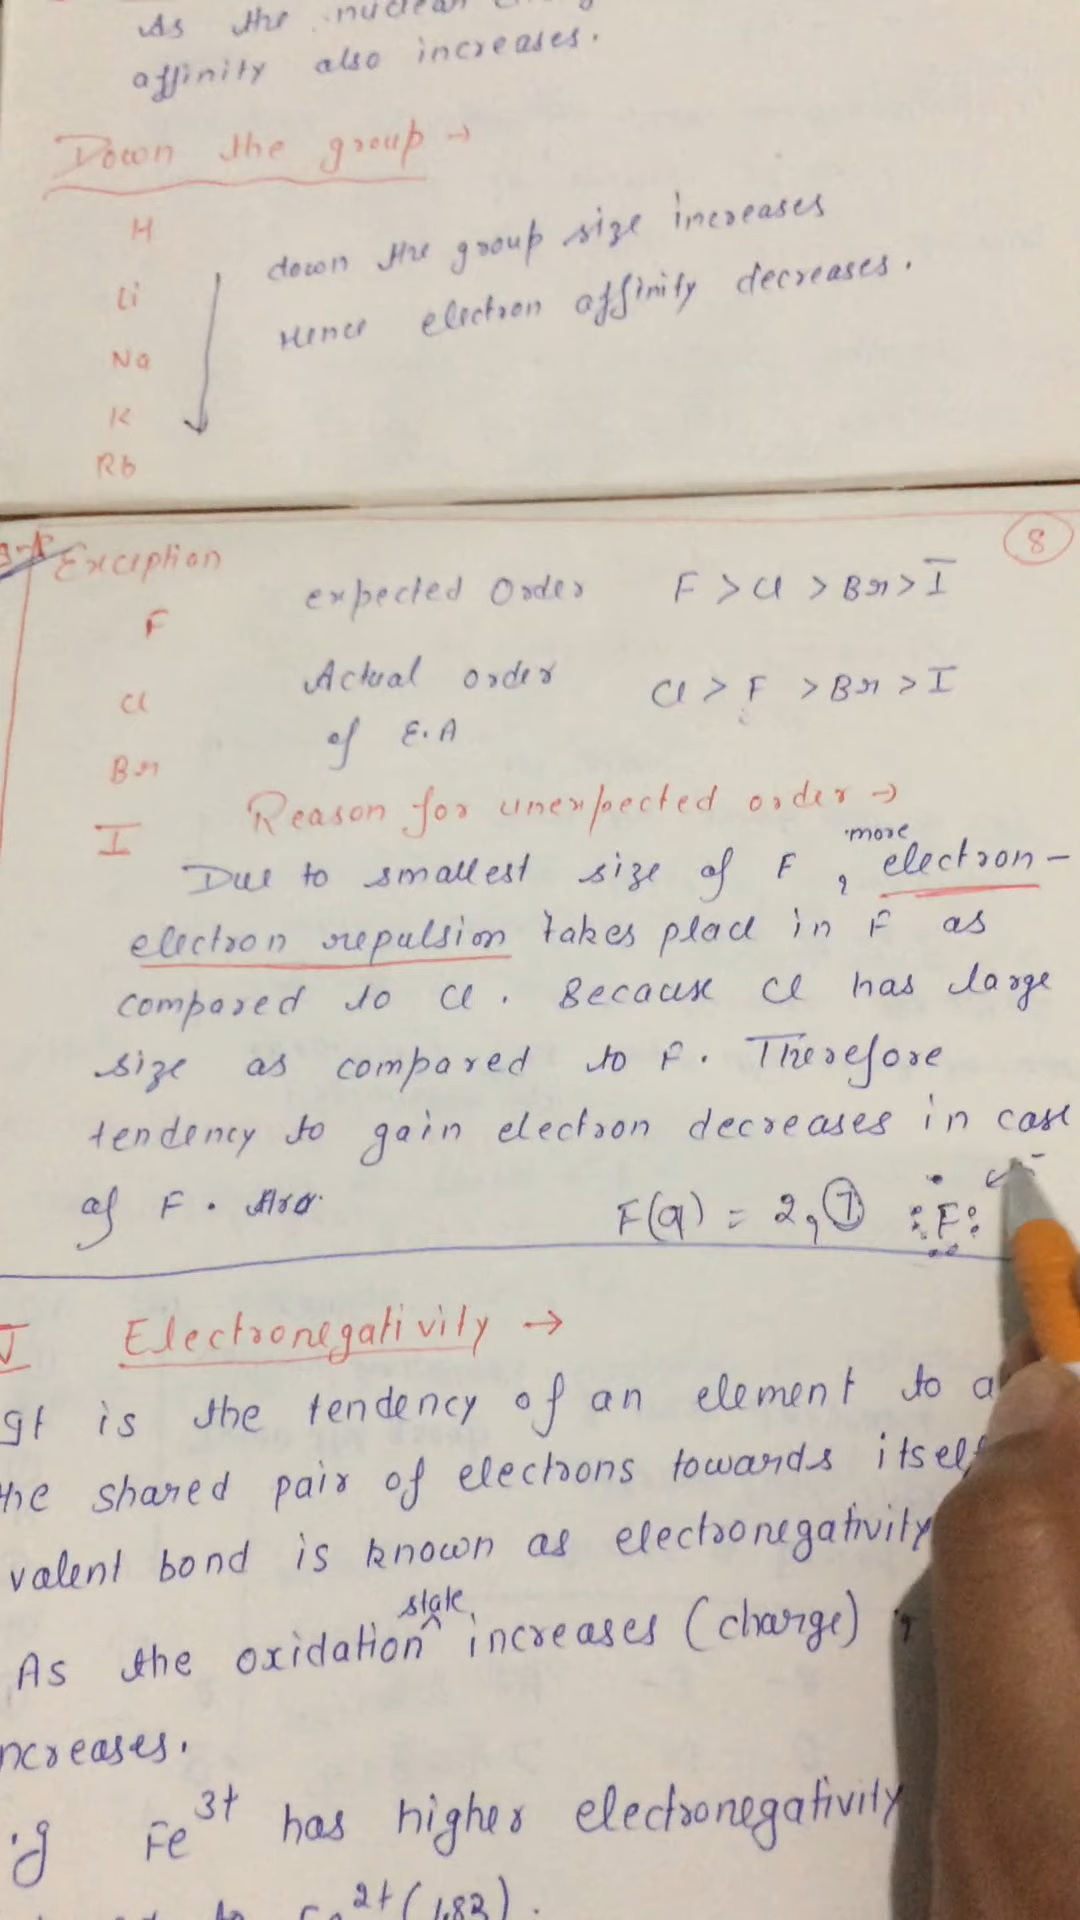 As the nuclear
affinity also increases.
Down the group →
H
Li
Na
K
Rb
down the group size increases
Hence electron affinity decreases.
8
Exception
F
Cl
Br
I
expected Order F > Cl > Br > I
Actual order Cl > F > Br > I
of E.A
Reason for unexpected order →
Due to smallest size of F, more electron-
electron repulsion takes place in F as
compared to Cl. Because Cl has large
size as compared to F. Therefore
tendency to gain electron decreases in case
of F.
F(9) = 2, 7 F
Electronegativity →
It is the tendency of an element to
the shared pair of electrons towards itself
valent bond is known as electronegativity
As the oxidation state increases (charge),
ncreases.
Fe3+ has higher electronegativity
2+ (1.83).